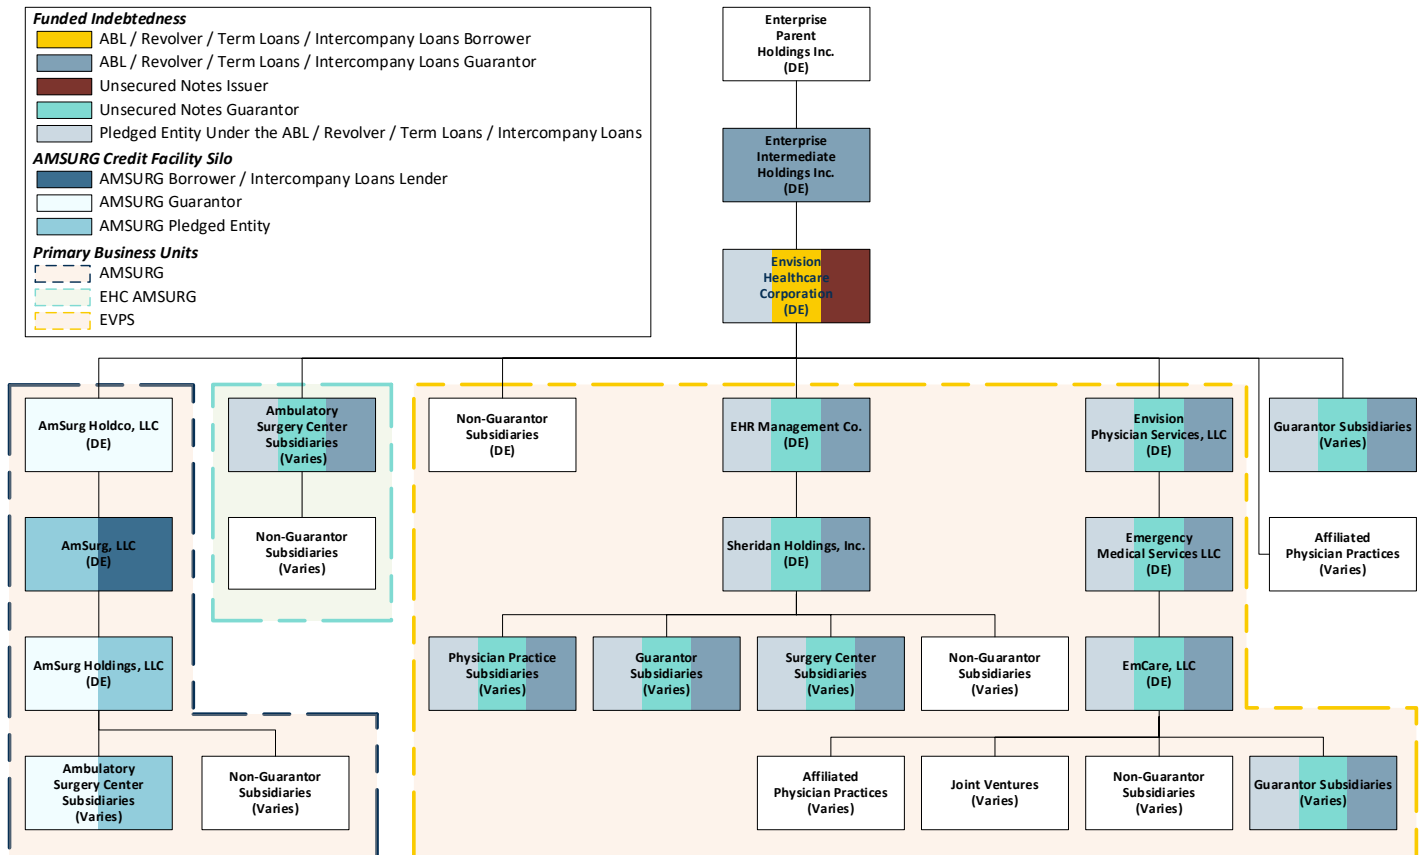 Funded Indebtedness
ABL / Revolver / Term Loans / Intercompany Loans Borrower
ABL / Revolver / Term Loans / Intercompany Loans Guarantor
Unsecured Notes Issuer
Unsecured Notes Guarantor
Pledged Entity Under the ABL / Revolver / Term Loans / Intercompany Loans
AMSURG Credit Facility Silo
AMSURG Borrower / Intercompany Loans Lender
AMSURG Guarantor
AMSURG Pledged Entity
Primary Business Units
AMSURG
EHC AMSURG
EVPS
Enterprise
Parent
Holdings Inc.
(DE)
Enterprise
Intermediate
Holdings Inc.
(DE)
Envision
Healthcare
Corporation
(DE)
AmSurg Holdco, LLC
(DE)
Ambulatory
Surgery Center
Subsidiaries
(Varies)
Non-Guarantor
Subsidiaries
(DE)
EHR Management Co.
(DE)
Envision
Physician Services, LLC
(DE)
Guarantor Subsidiaries
(Varies)
AmSurg, LLC
(DE)
Non-Guarantor
Subsidiaries
(Varies)
Sheridan Holdings, Inc.
(DE)
Emergency
Medical Services LLC
(DE)
Affiliated
Physician Practices
(Varies)
AmSurg Holdings, LLC
(DE)
Physician Practice
Subsidiaries
(Varies)
Guarantor
Subsidiaries
(Varies)
Surgery Center
Subsidiaries
(Varies)
Non-Guarantor
Subsidiaries
(Varies)
EmCare, LLC
(DE)
Ambulatory
Surgery Center
Subsidiaries
(Varies)
Non-Guarantor
Subsidiaries
(Varies)
Affiliated
Physician Practices
(Varies)
Joint Ventures
(Varies)
Non-Guarantor
Subsidiaries
(Varies)
Guarantor Subsidiaries
(Varies)